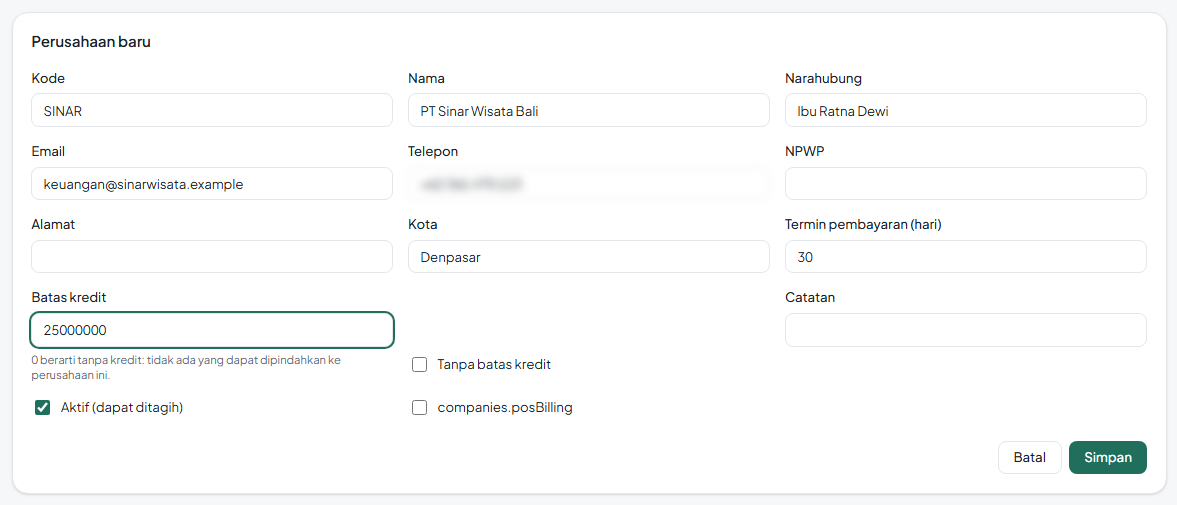 Perusahaan baru
Kode
Nama
Narahubung
SINAR
PT Sinar Wisata Bali
Ibu Ratna Dewi
Email
Telepon
NPWP
keuangan@sinarwisata.example
Alamat
Kota
Termin pembayaran (hari)
Denpasar
30
Batas kredit
Catatan
25000000
0 berarti tanpa kredit: tidak ada yang dapat dipindahkan ke
perusahaan ini.
Tanpa batas kredit
Aktif (dapat ditagih)
companies.posBilling
Batal
Simpan